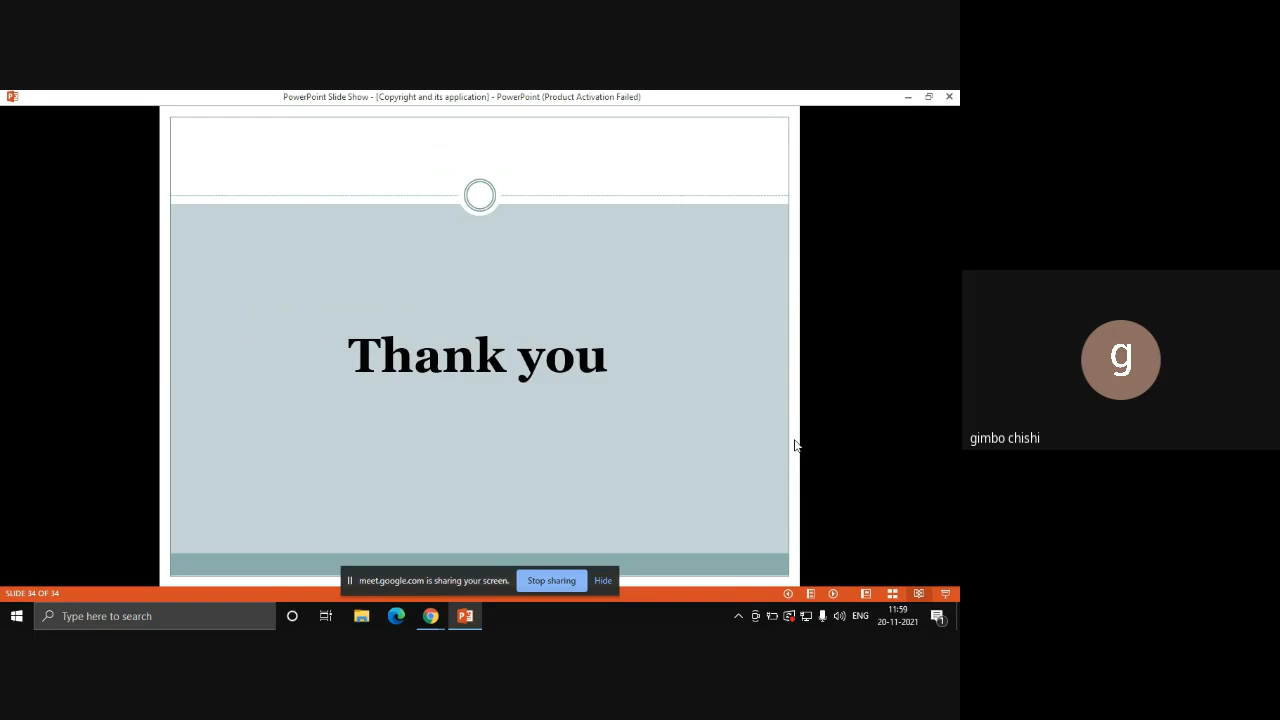 PowerPoint Slide Show - [Copyright and its application] - PowerPoint (Product Activation Failed)
Thank you
g
gimbo chishi
meet.google.com is sharing your screen.
Stop sharing
Hide
SLIDE 34 OF 34
Type here to search
ENG
11:59
20-11-2021
1